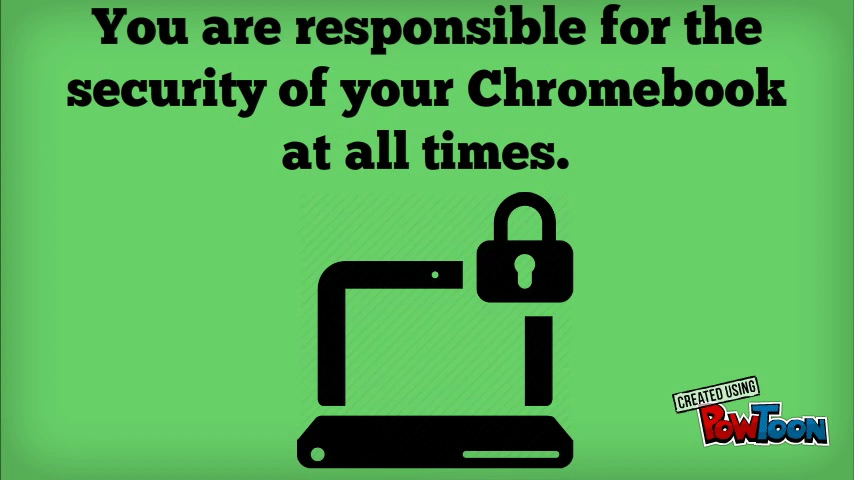 You are responsible for the
security of your Chromebook
at all times.
CREATED USING
POWTOON